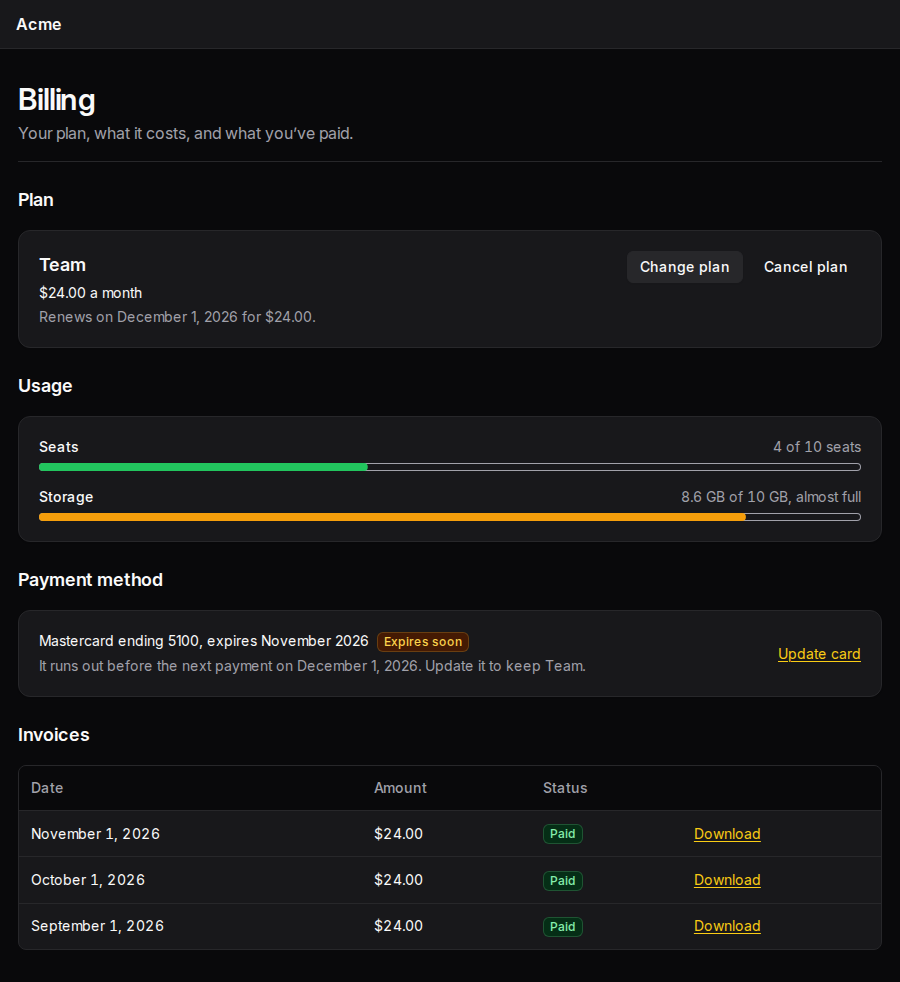 Acme
Billing
Your plan, what it costs, and what you've paid.
Plan
Team
Change plan
Cancel plan
$24.00 a month
Renews on December 1, 2026 for $24.00.
Usage
Seats
4 of 10 seats
Storage
8.6 GB of 10 GB, almost full
Payment method
Mastercard ending 5100, expires November 2026 Expires soon
It runs out before the next payment on December 1, 2026. Update it to keep Team.
Update card
Invoices
Date Amount Status
November 1, 2026 $24.00 Paid Download
October 1, 2026 $24.00 Paid Download
September 1, 2026 $24.00 Paid Download